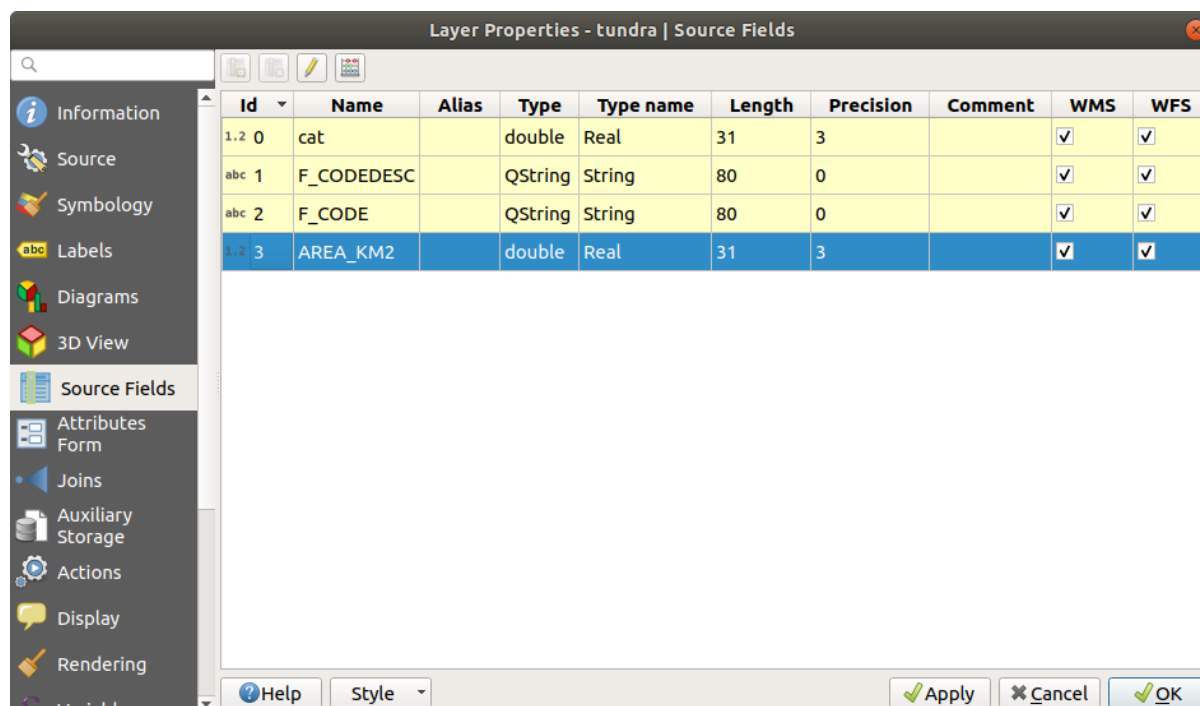 Layer Properties - tundra | Source Fields
Information
Source
Symbology
abc Labels
Diagrams
3D View
Source Fields
Attributes
Form
Joins
Auxiliary
Storage
Actions
Display
Rendering
Id Name Alias Type Type name Length Precision Comment WMS WFS
1.2 0 cat double Real 31 3
abc 1 F_CODEDESC QString String 80 0
abc 2 F_CODE QString String 80 0
1.2 3 AREA_KM2 double Real 31 3
Help Style Apply Cancel OK